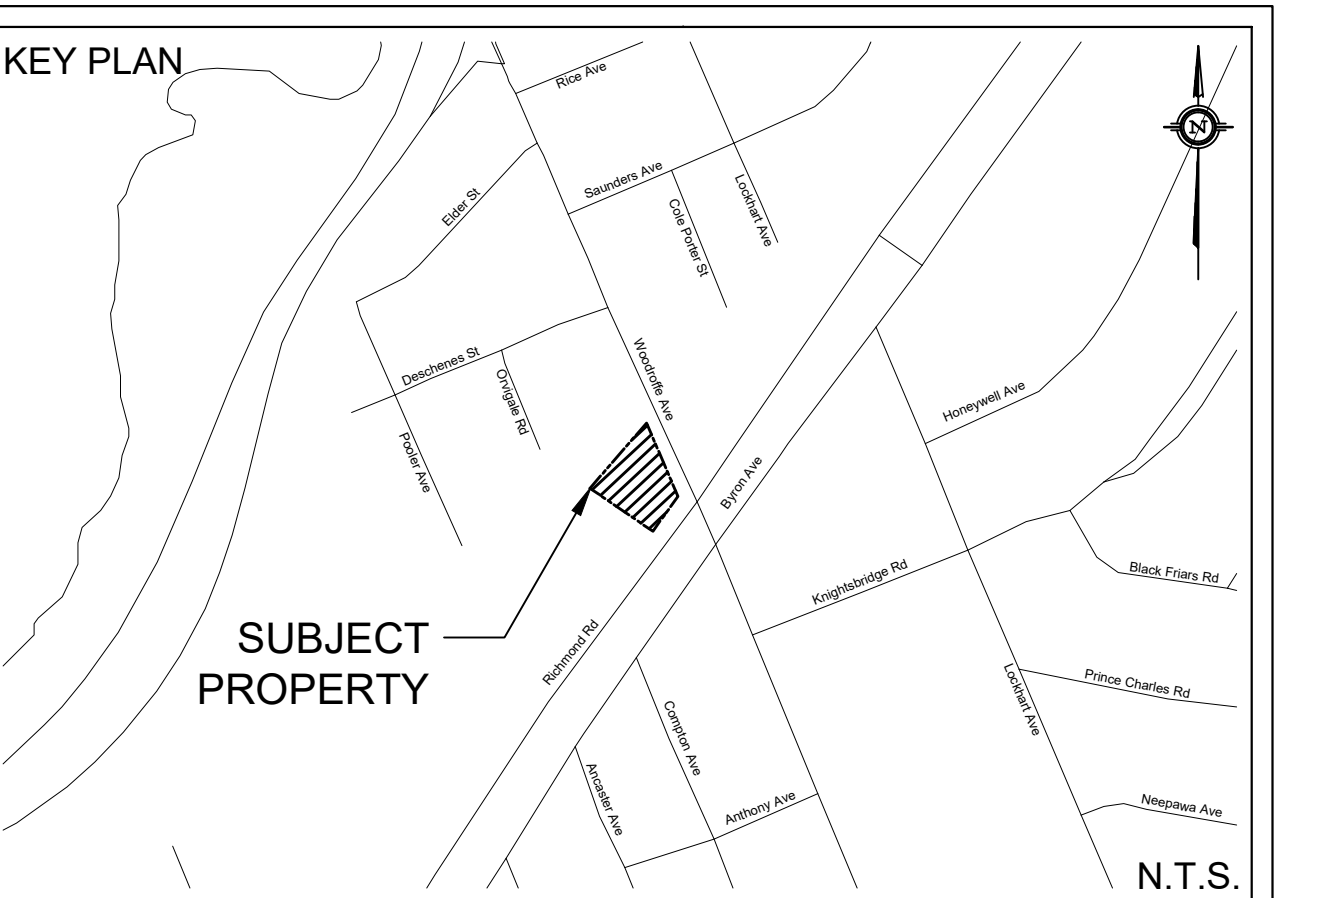 KEY PLAN
Rice Ave
N
Saunders Ave
Elder St
Lockhart Ave
Cole Porter St
Woodroffe Ave
Deschenes St
Orvigale Rd
Honeywell Ave
Pooler Ave
Byron Ave
Knightsbridge Rd
Black Friars Rd
SUBJECT
PROPERTY
Richmond Rd
Prince Charles Rd
Lockhart Ave
Compton Ave
Ancaster Ave
Anthony Ave
Neepawa Ave
N.T.S.